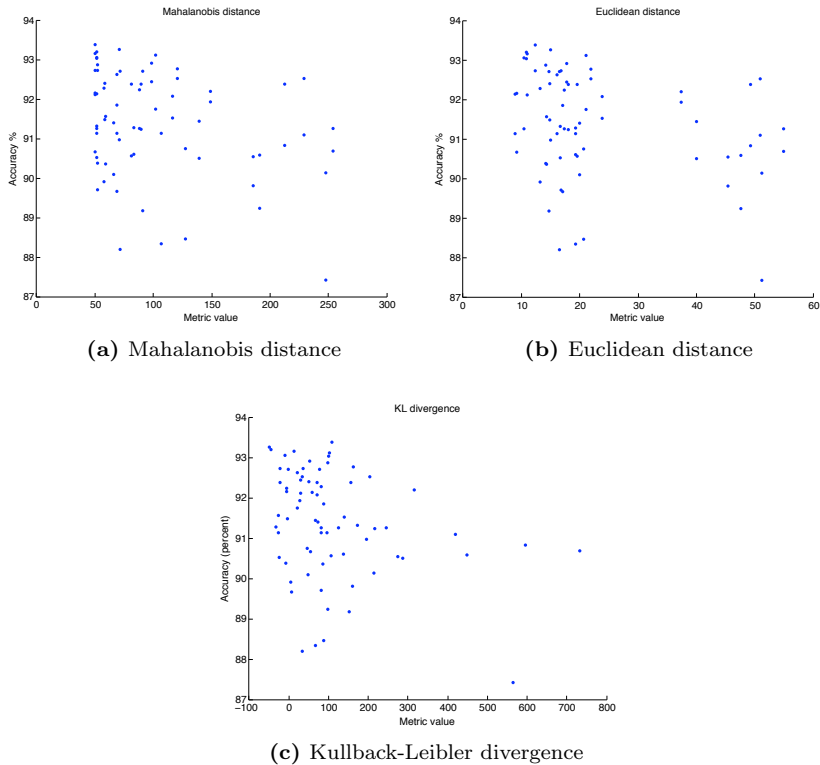 Mahalanobis distance
94
93
92
91
90
89
88
87
0 50 100 150 200 250 300
Accuracy %
Metric value
(a) Mahalanobis distance
Euclidean distance
94
93
92
91
90
89
88
87
0 10 20 30 40 50 60
Accuracy %
Metric value
(b) Euclidean distance
KL divergence
94
93
92
91
90
89
88
87
−100 0 100 200 300 400 500 600 700 800
Accuracy (percent)
Metric value
(c) Kullback-Leibler divergence